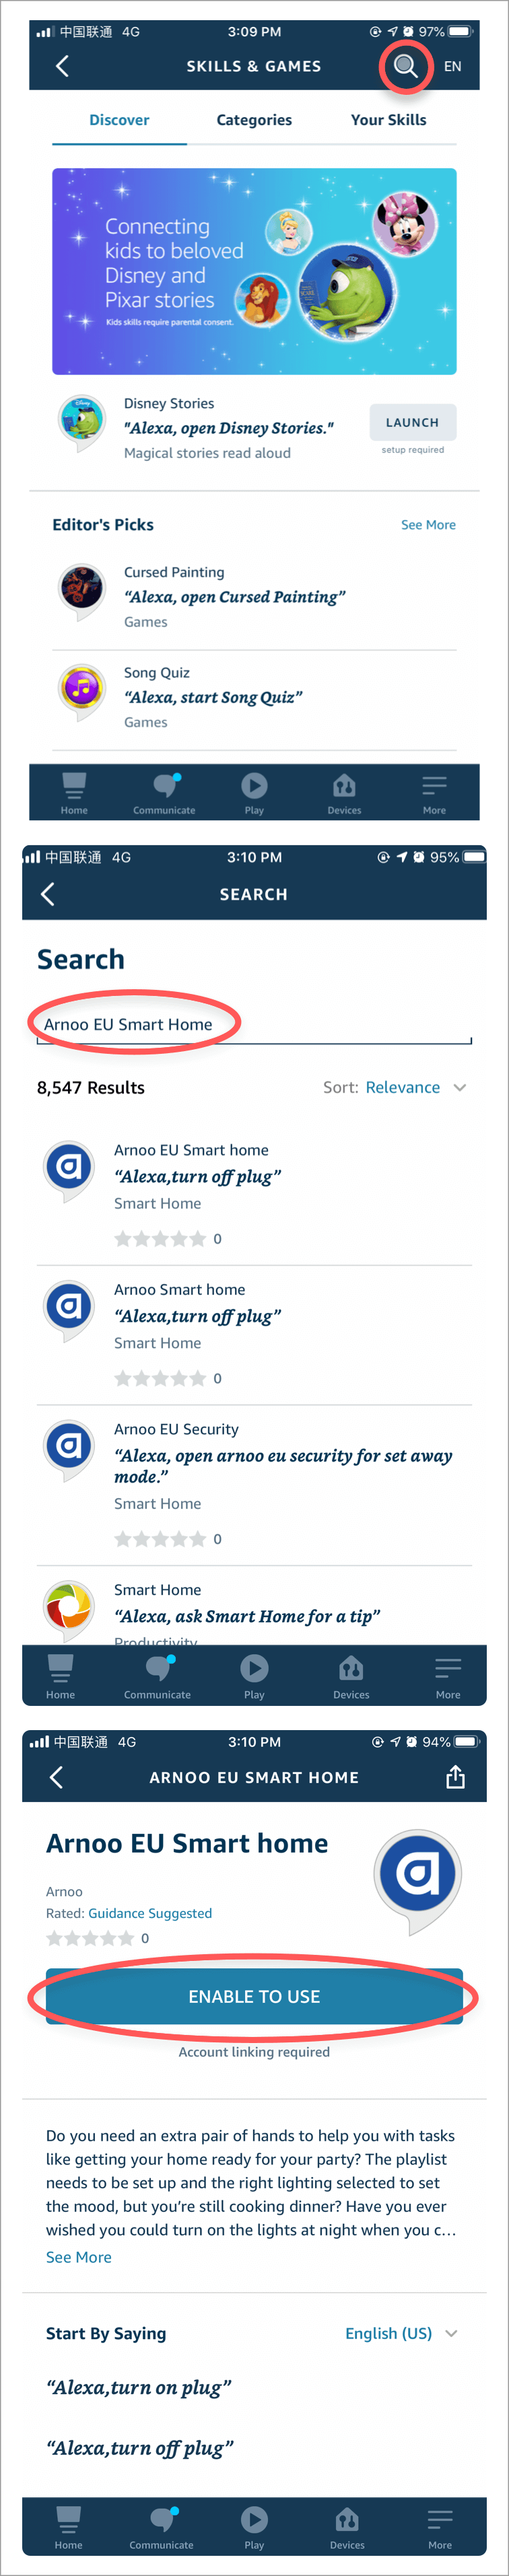 中国联通 4G 3:09 PM 97%
SKILLS & GAMES EN
Discover Categories Your Skills
Connecting
kids to beloved
Disney and
Pixar stories
Kids skills require parental consent.
Disney Stories
"Alexa, open Disney Stories."
Magical stories read aloud
LAUNCH
setup required
Editor's Picks See More
Cursed Painting
“Alexa, open Cursed Painting”
Games
Song Quiz
“Alexa, start Song Quiz”
Games
Home Communicate Play Devices More
中国联通 4G 3:10 PM 95%
SEARCH
Search
Arnoo EU Smart Home
8,547 Results Sort: Relevance
Arnoo EU Smart home
“Alexa,turn off plug”
Smart Home
0
Arnoo Smart home
“Alexa,turn off plug”
Smart Home
0
Arnoo EU Security
“Alexa, open arnoo eu security for set away
mode.”
Smart Home
0
Smart Home
“Alexa, ask Smart Home for a tip”
Productivity
Home Communicate Play Devices More
中国联通 4G 3:10 PM 94%
ARNOO EU SMART HOME
Arnoo EU Smart home
Arnoo
Rated: Guidance Suggested
0
ENABLE TO USE
Account linking required
Do you need an extra pair of hands to help you with tasks
like getting your home ready for your party? The playlist
needs to be set up and the right lighting selected to set
the mood, but you’re still cooking dinner? Have you ever
wished you could turn on the lights at night when you c...
See More
Start By Saying English (US)
“Alexa,turn on plug”
“Alexa,turn off plug”
Home Communicate Play Devices More